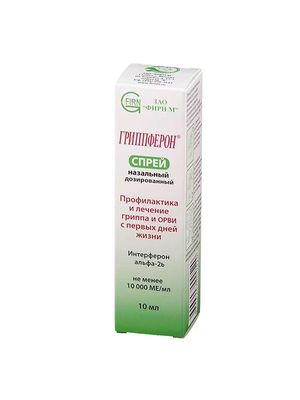 FIRN
ЗАО
"ФИРН М"
ГРИППФЕРОН®
СПРЕЙ
назальный
дозированный
Профилактика
и лечение
гриппа и ОРВИ
с первых дней
жизни
Интерферон
альфа-2b
не менее
10 000 МЕ/мл
10 мл